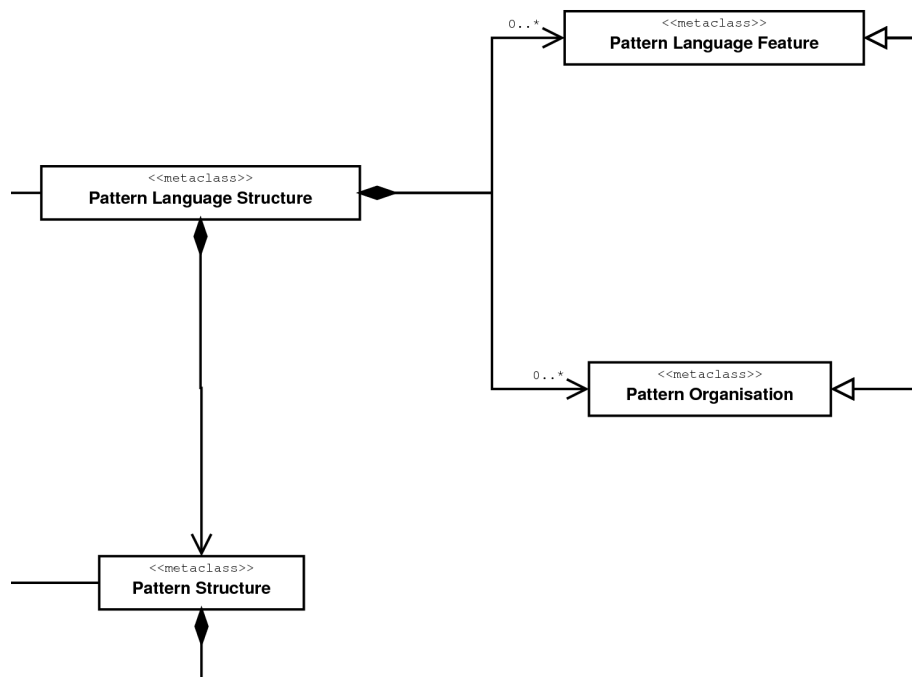 0..*
<<metaclass>>
Pattern Language Feature
<<metaclass>>
Pattern Language Structure
0..*
<<metaclass>>
Pattern Organisation
<<metaclass>>
Pattern Structure